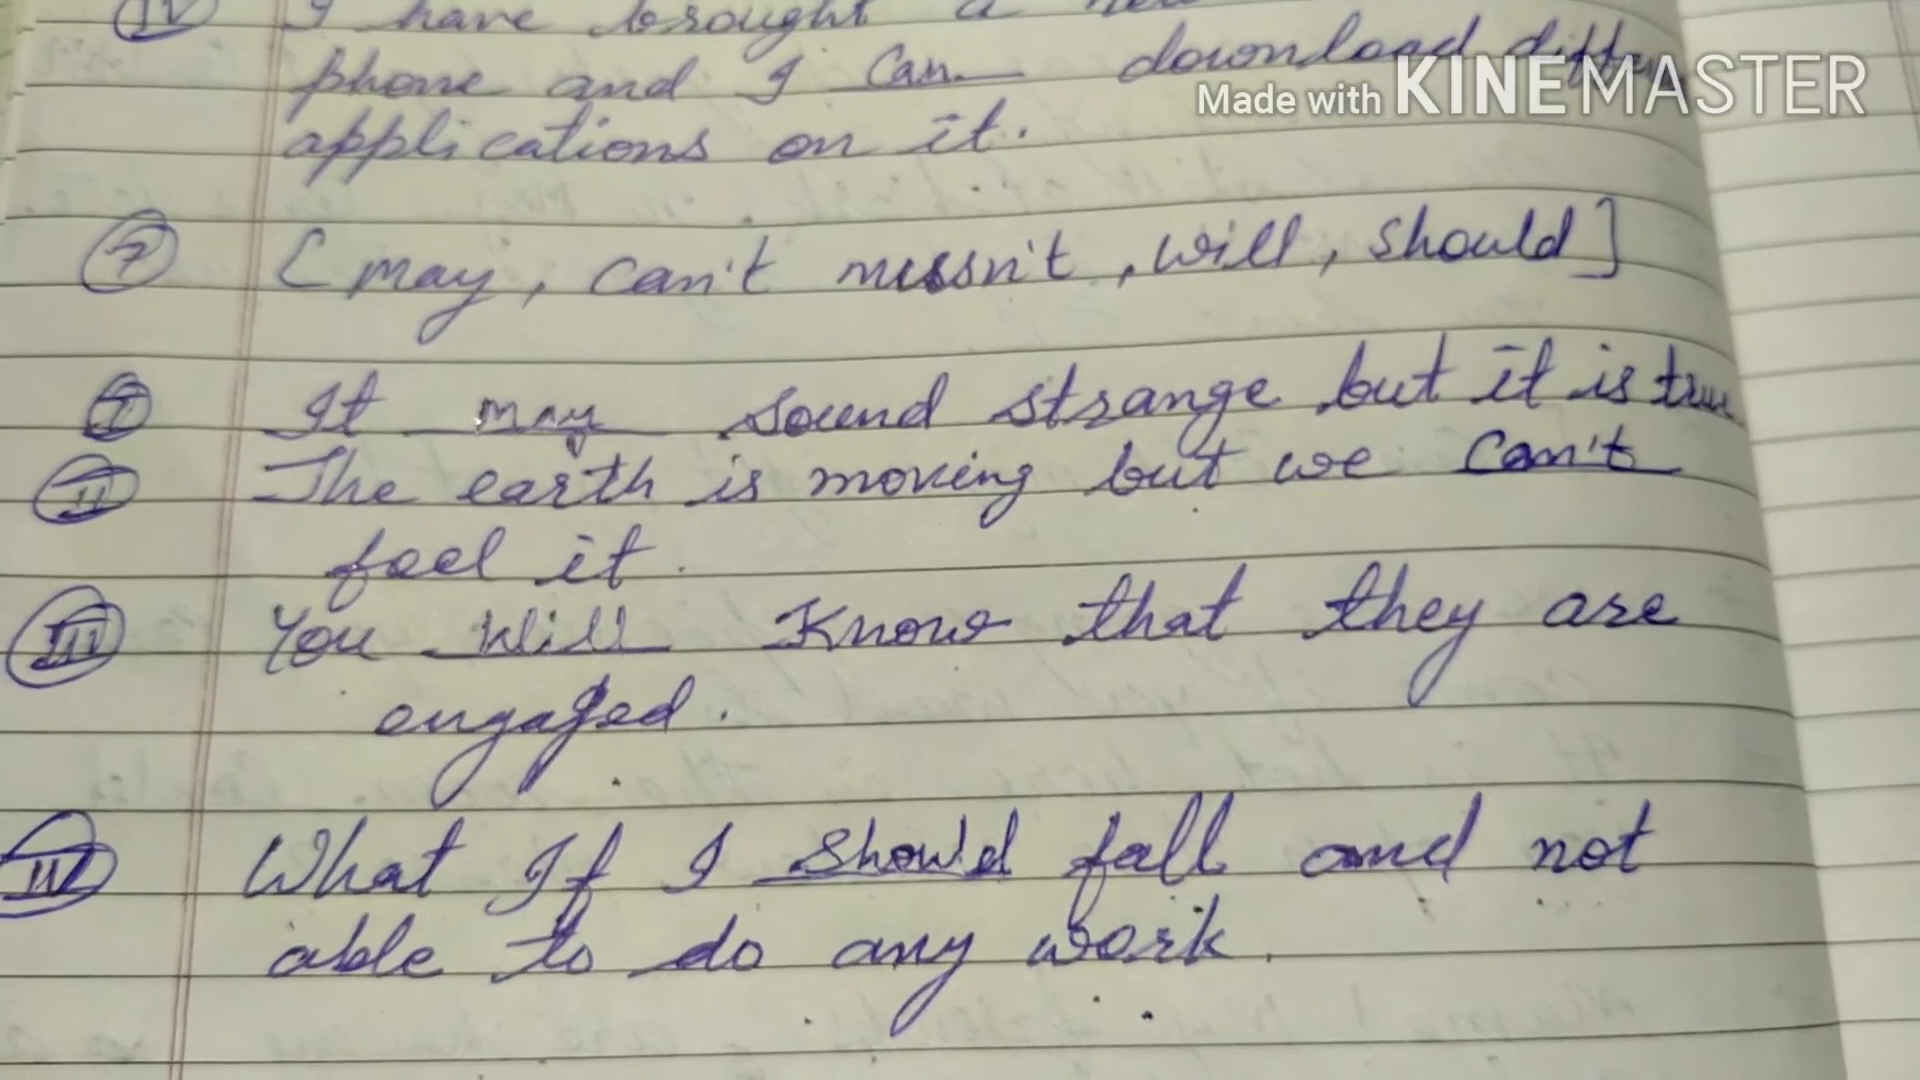 IV I have brought a
phone and I can download
applications on it.
Made with KINEMASTER
7 [may, can't mussn't, will, should]
I It may sound strange but it is true
II The earth is moving but we can't
feel it.
III You will know that they are
engaged.
What If I should fall and not
able to do any work.